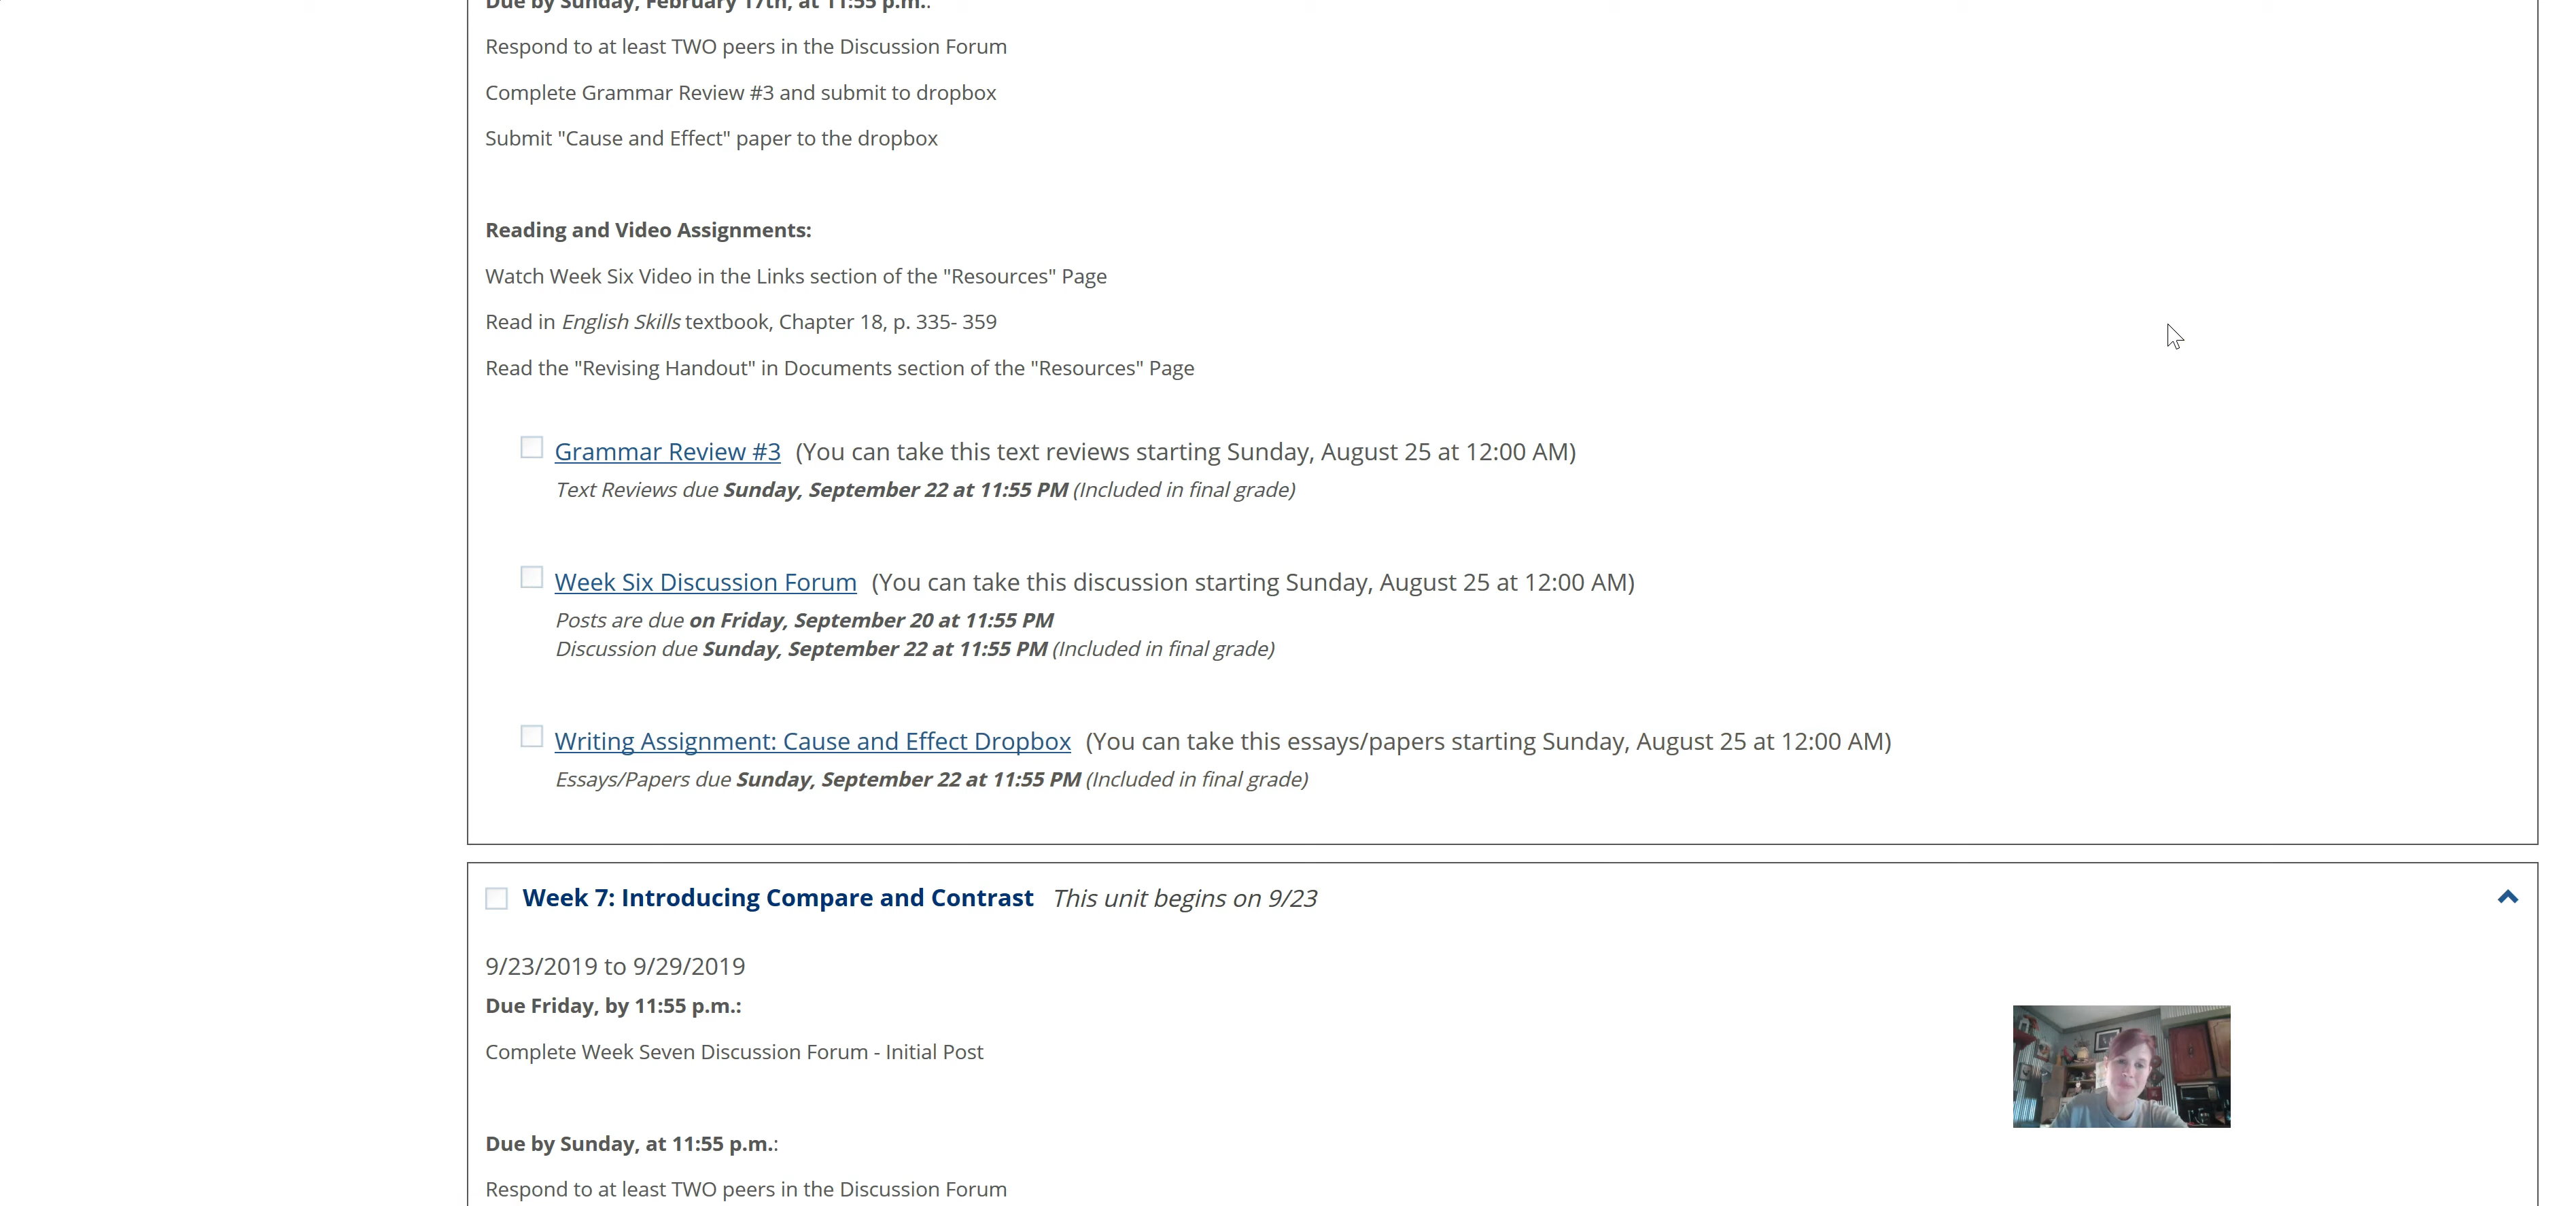 Due by Sunday, February 17th, at 11:55 p.m.:
Respond to at least TWO peers in the Discussion Forum
Complete Grammar Review #3 and submit to dropbox
Submit "Cause and Effect" paper to the dropbox
Reading and Video Assignments:
Watch Week Six Video in the Links section of the "Resources" Page
Read in English Skills textbook, Chapter 18, p. 335- 359
Read the "Revising Handout" in Documents section of the "Resources" Page
Grammar Review #3 (You can take this text reviews starting Sunday, August 25 at 12:00 AM)
Text Reviews due Sunday, September 22 at 11:55 PM (Included in final grade)
Week Six Discussion Forum (You can take this discussion starting Sunday, August 25 at 12:00 AM)
Posts are due on Friday, September 20 at 11:55 PM
Discussion due Sunday, September 22 at 11:55 PM (Included in final grade)
Writing Assignment: Cause and Effect Dropbox (You can take this essays/papers starting Sunday, August 25 at 12:00 AM)
Essays/Papers due Sunday, September 22 at 11:55 PM (Included in final grade)
Week 7: Introducing Compare and Contrast This unit begins on 9/23
9/23/2019 to 9/29/2019
Due Friday, by 11:55 p.m.:
Complete Week Seven Discussion Forum - Initial Post
Due by Sunday, at 11:55 p.m.:
Respond to at least TWO peers in the Discussion Forum